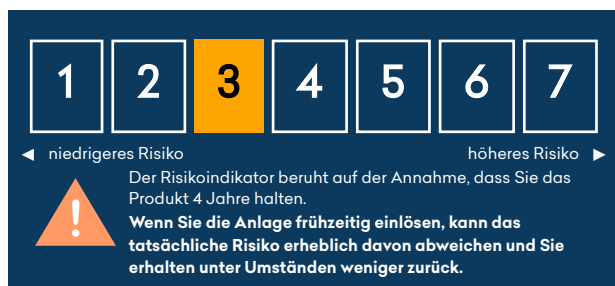 1 2 3 4 5 6 7
◄ niedrigeres Risiko höheres Risiko ►
Der Risikoindikator beruht auf der Annahme, dass Sie das
Produkt 4 Jahre halten.
!
Wenn Sie die Anlage frühzeitig einlösen, kann das
tatsächliche Risiko erheblich davon abweichen und Sie
erhalten unter Umständen weniger zurück.